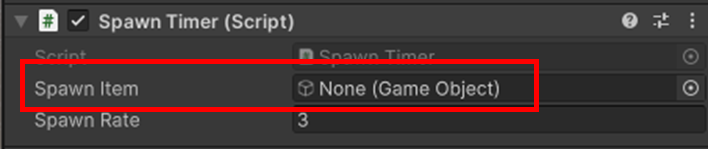 Spawn Timer (Script)
Script Spawn Timer
Spawn Item None (Game Object)
Spawn Rate 3